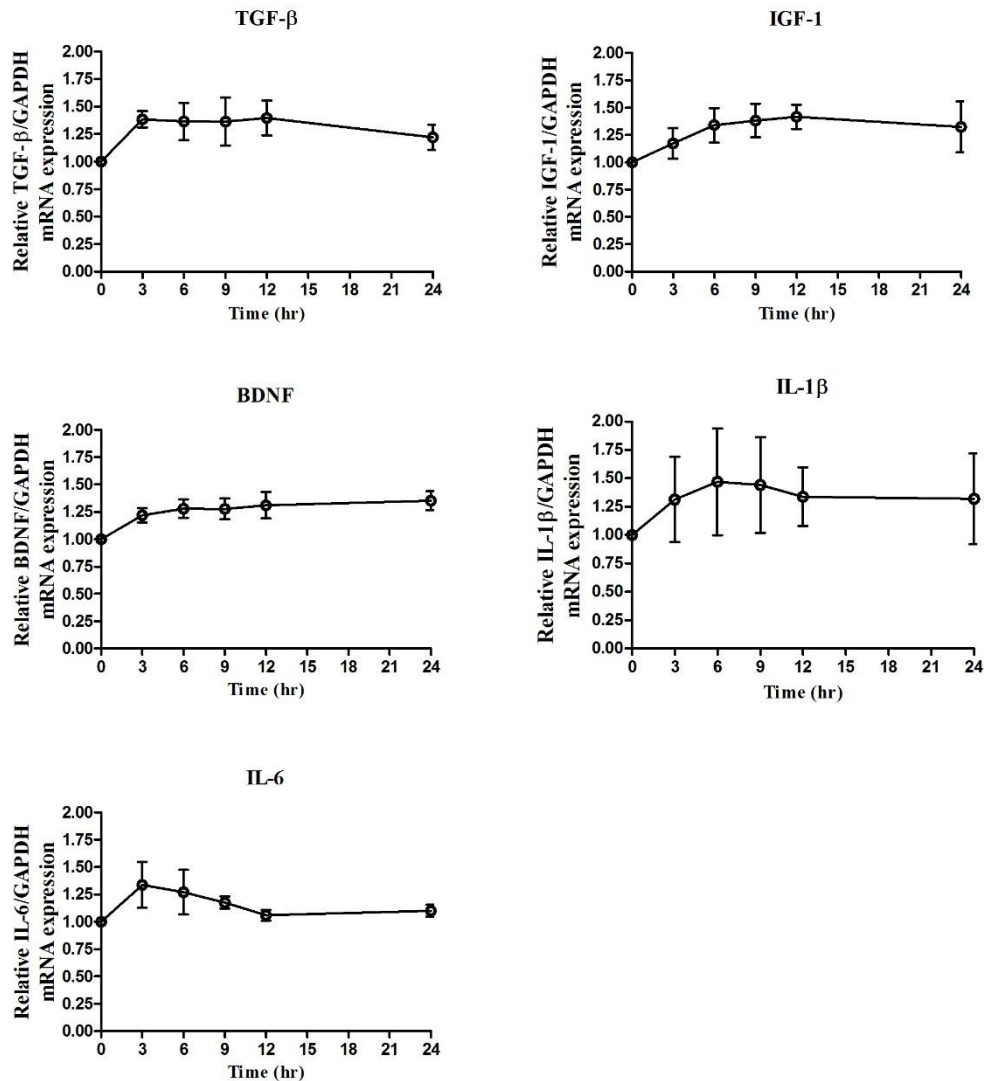 TGF-β
Relative TGF-β/GAPDH
mRNA expression
2.00
1.75
1.50
1.25
1.00
0.75
0.50
0.25
0.00
0 3 6 9 12 15 18 21 24
Time (hr)
IGF-1
Relative IGF-1/GAPDH
mRNA expression
2.00
1.75
1.50
1.25
1.00
0.75
0.50
0.25
0.00
0 3 6 9 12 15 18 21 24
Time (hr)
BDNF
Relative BDNF/GAPDH
mRNA expression
2.00
1.75
1.50
1.25
1.00
0.75
0.50
0.25
0.00
0 3 6 9 12 15 18 21 24
Time (hr)
IL-1β
Relative IL-1β/GAPDH
mRNA expression
2.00
1.75
1.50
1.25
1.00
0.75
0.50
0.25
0.00
0 3 6 9 12 15 18 21 24
Time (hr)
IL-6
Relative IL-6/GAPDH
mRNA expression
2.00
1.75
1.50
1.25
1.00
0.75
0.50
0.25
0.00
0 3 6 9 12 15 18 21 24
Time (hr)